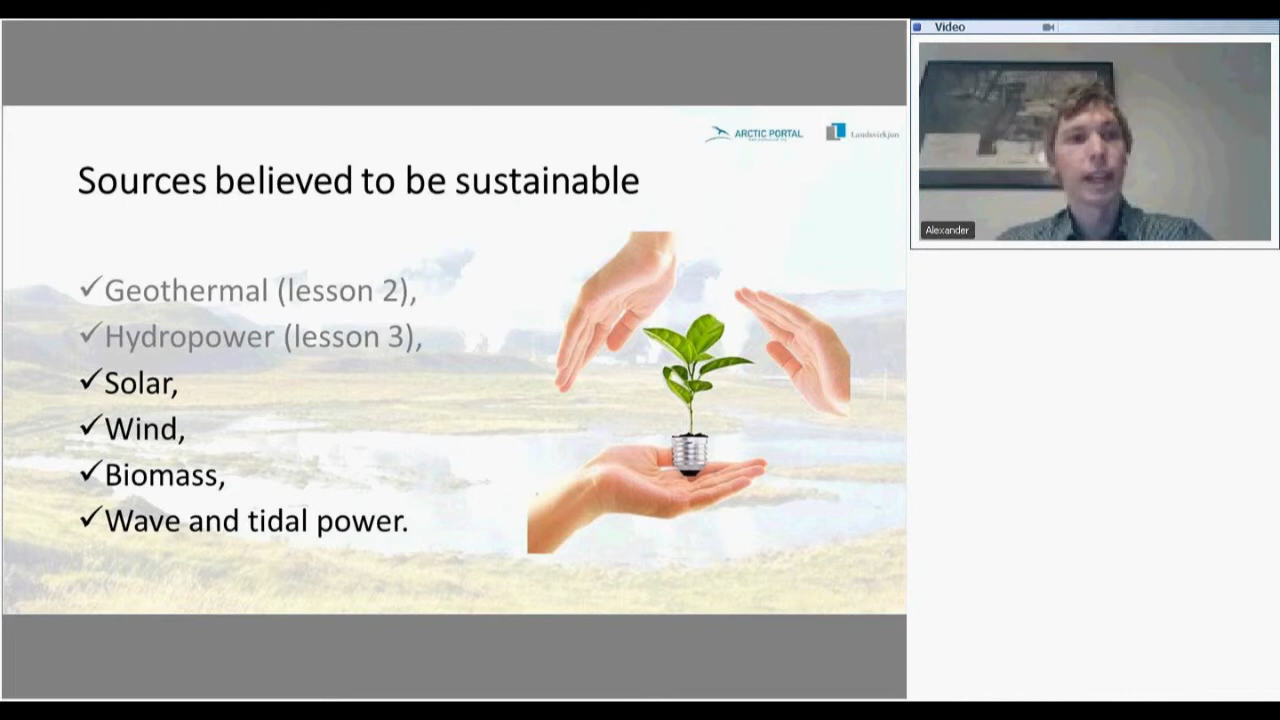 Video
ARCTIC PORTAL
Landsvirkjun
Sources believed to be sustainable
✓Geothermal (lesson 2),
✓Hydropower (lesson 3),
✓Solar,
✓Wind,
✓Biomass,
✓Wave and tidal power.
Alexander